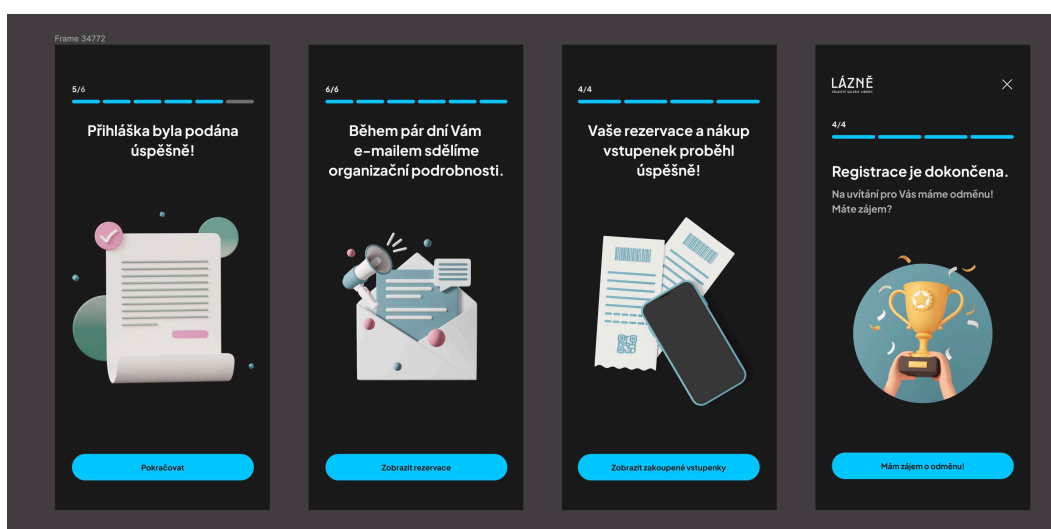 Frame 34772
5/6
Přihláška byla podána
úspěšně!
Pokračovat
6/6
Během pár dní Vám
e-mailem sdělíme
organizační podrobnosti.
Zobrazit rezervace
4/4
Vaše rezervace a nákup
vstupenek proběhl
úspěšně!
Zobrazit zakoupené vstupenky
LÁZNĚ
4/4
Registrace je dokončena.
Na uvítání pro Vás máme odměnu!
Máte zájem?
Mám zájem o odměnu!